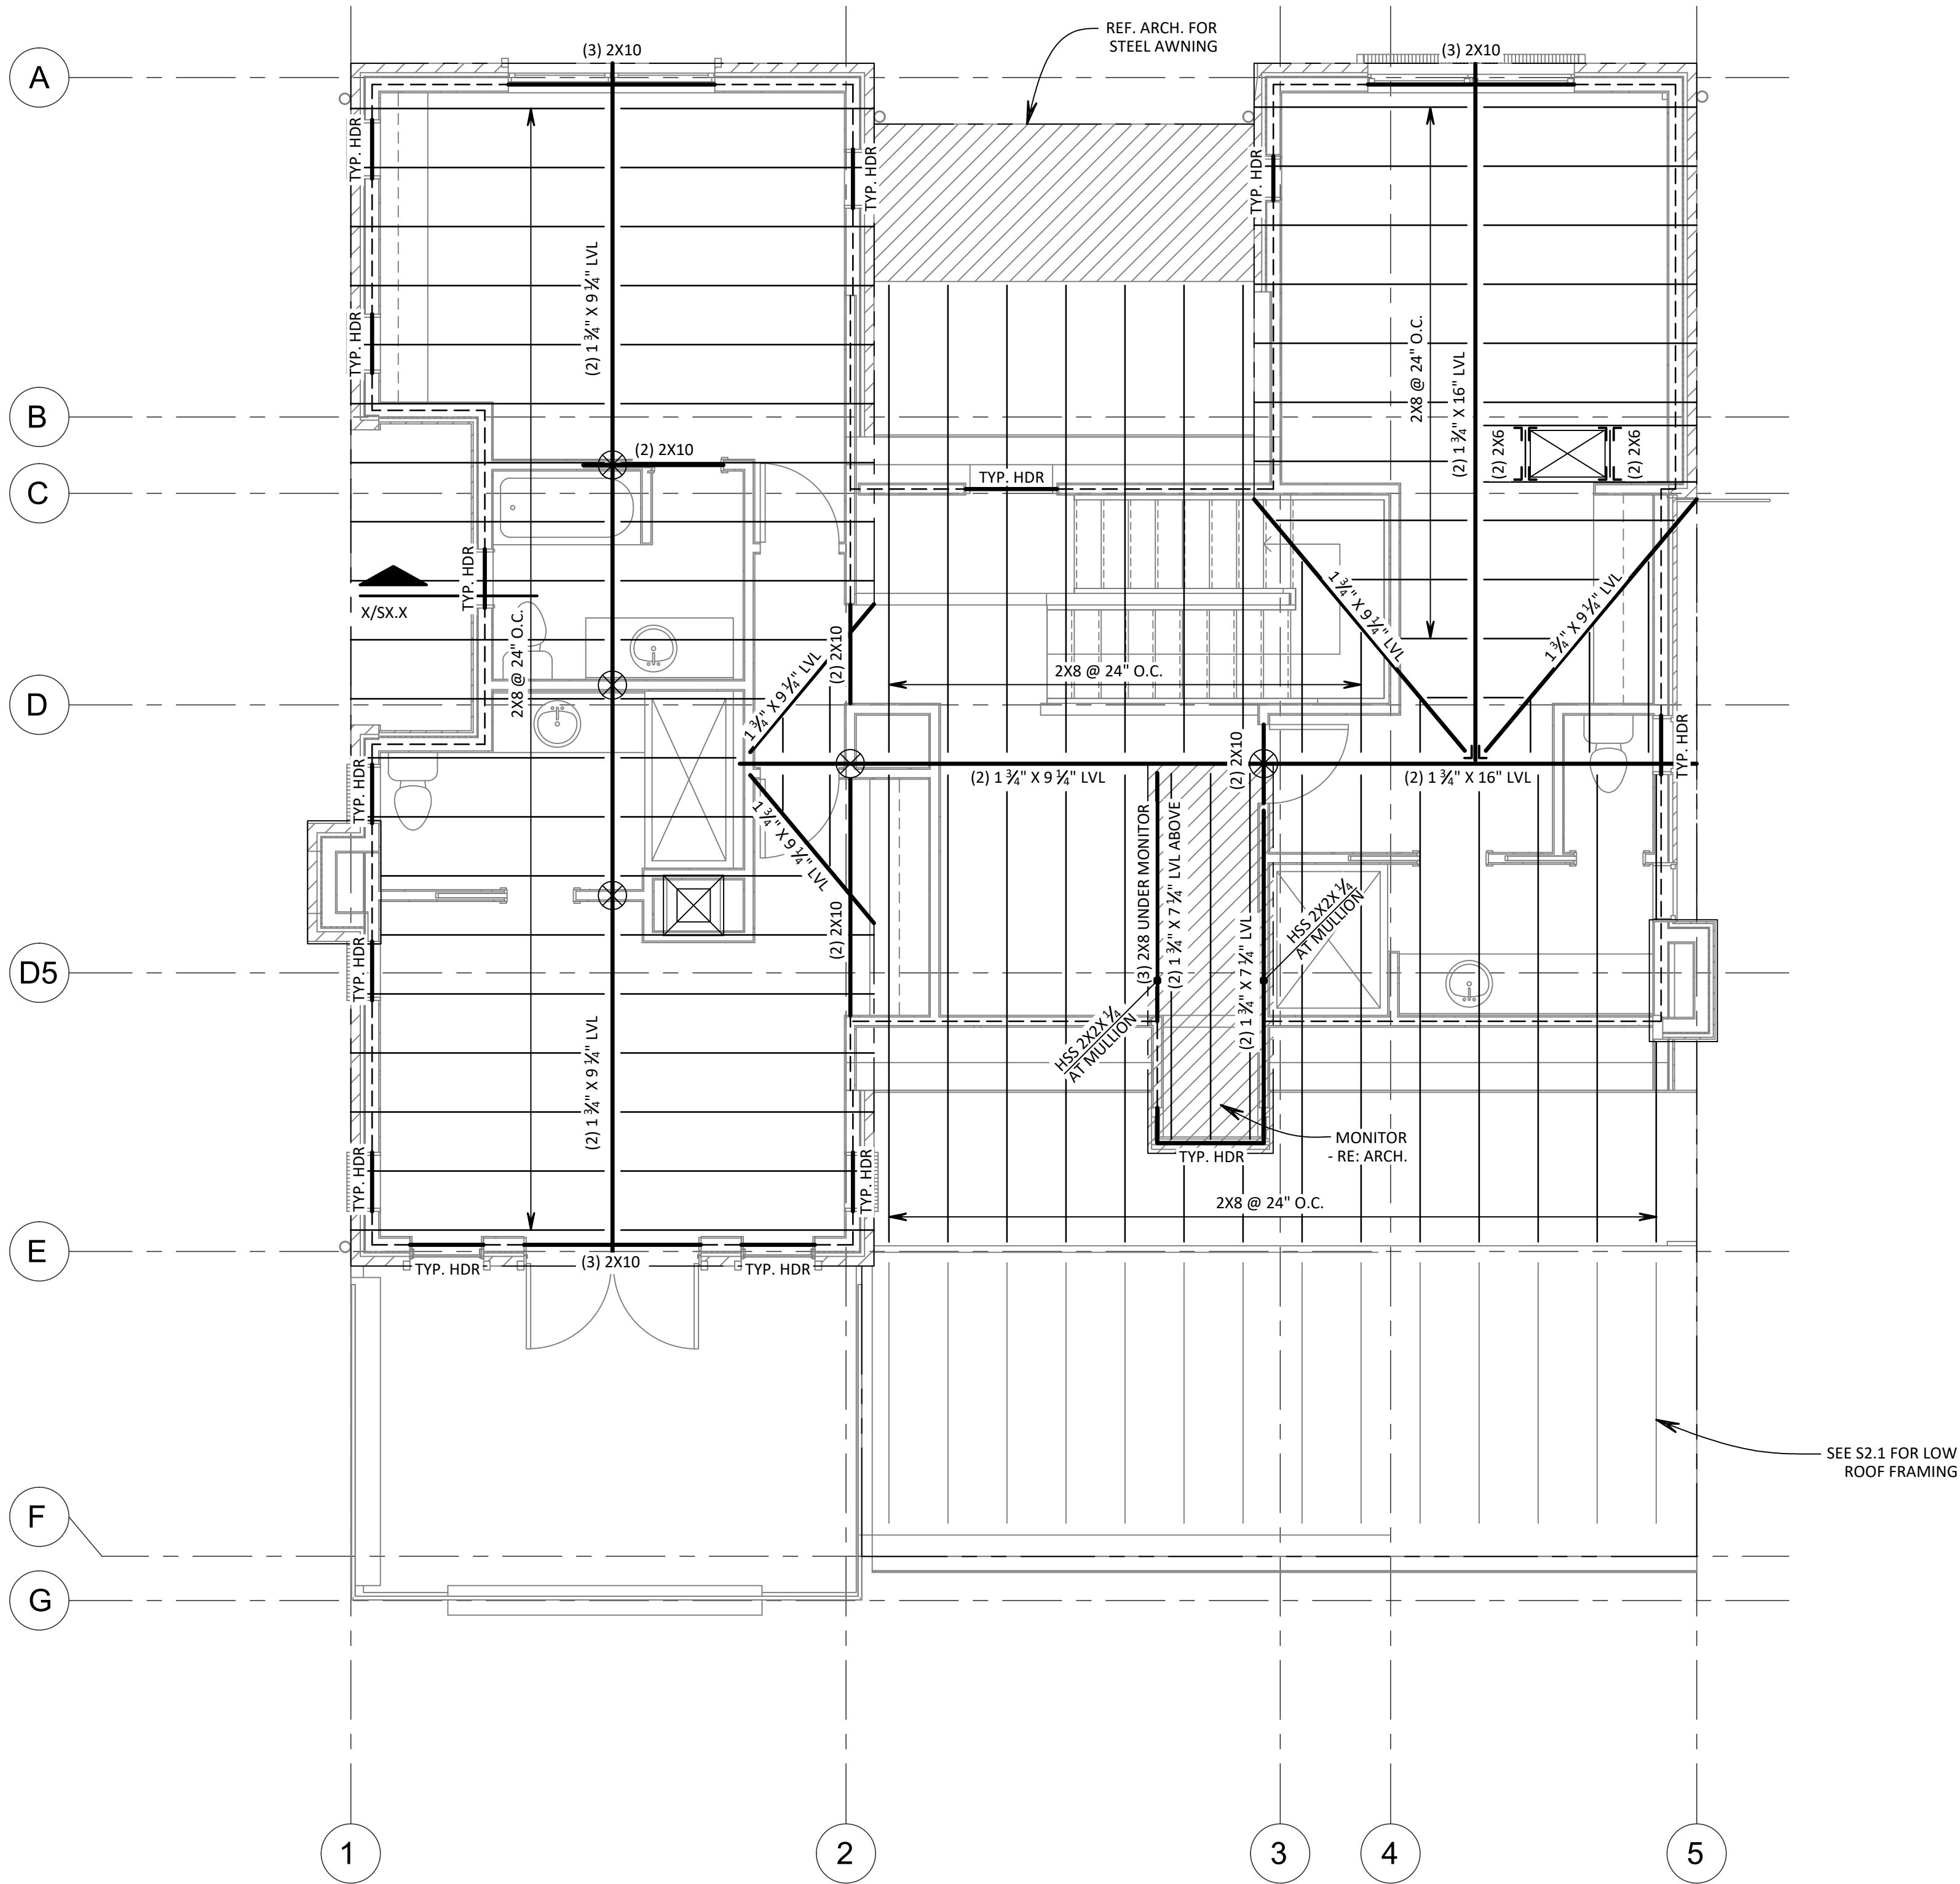 REF. ARCH. FOR
STEEL AWNING
(3) 2X10
(3) 2X10
A
TYP. HDR
TYP. HDR
TYP. HDR
TYP. HDR
(2) 1 ¾" X 9 ¼" LVL
2X8 @ 24" O.C.
(2) 1 ¾" X 16" LVL
B
(2) 2X10
(2) 2X6
(2) 2X6
C
TYP. HDR
TYP. HDR
X/SX.X
2X8 @ 24" O.C.
1 ¾" X 9 ¼" LVL
(2) 2X10
2X8 @ 24" O.C.
1 ¾" X 9 ¼" LVL
1 ¾" X 9 ¼" LVL
D
TYP. HDR
TYP. HDR
(2) 2X10
(2) 1 ¾" X 9 ¼" LVL
(2) 1 ¾" X 16" LVL
1 ¾" X 9 ¼" LVL
(2) 2X10
(3) 2X8 UNDER MONITOR
(2) 1 ¾" X 7 ¼" LVL ABOVE
(2) 1 ¾" X 7 ¼" LVL
HSS 2X2X¼
AT MULLION
D5
TYP. HDR
HSS 2X2X¼
AT MULLION
(2) 1 ¾" X 9 ¼" LVL
MONITOR
- RE: ARCH.
TYP. HDR
TYP. HDR
TYP. HDR
2X8 @ 24" O.C.
E
TYP. HDR
(3) 2X10
TYP. HDR
SEE S2.1 FOR LOW
ROOF FRAMING
F
G
1
2
3
4
5